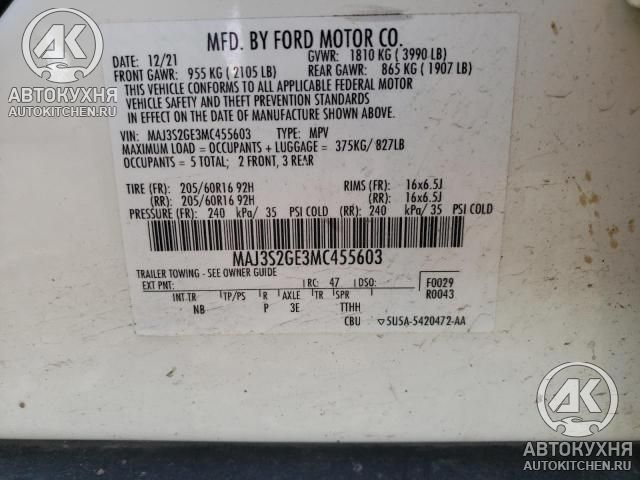 MFD. BY FORD MOTOR CO.
DATE: 12/21 GVWR: 1810 KG ( 3990 LB)
FRONT GAWR: 955 KG ( 2105 LB) REAR GAWR: 865 KG ( 1907 LB)
THIS VEHICLE CONFORMS TO ALL APPLICABLE FEDERAL MOTOR
VEHICLE SAFETY AND THEFT PREVENTION STANDARDS
IN EFFECT ON THE DATE OF MANUFACTURE SHOWN ABOVE.
VIN: MAJ3S2GE3MC455603 TYPE: MPV
MAXIMUM LOAD = OCCUPANTS + LUGGAGE = 375KG/ 827LB
OCCUPANTS = 5 TOTAL; 2 FRONT, 3 REAR
TIRE (FR): 205/60R16 92H RIMS (FR): 16x6.5J
(RR): 205/60R16 92H (RR): 16x6.5J
PRESSURE (FR): 240 kPa/ 35 PSI COLD (RR): 240 kPa/ 35 PSI COLD
MAJ3S2GE3MC455603
TRAILER TOWING - SEE OWNER GUIDE
EXT PNT: RC: 47 DSO: F0029
R0043
INT TR TP/PS R AXLE TR SPR
NB P 3E TTHH
CBU ▽5U5A-5420472-AA
АК
АВТОКУХНЯ
AUTOKITCHEN.RU
АК
АВТОКУХНЯ
AUTOKITCHEN.RU